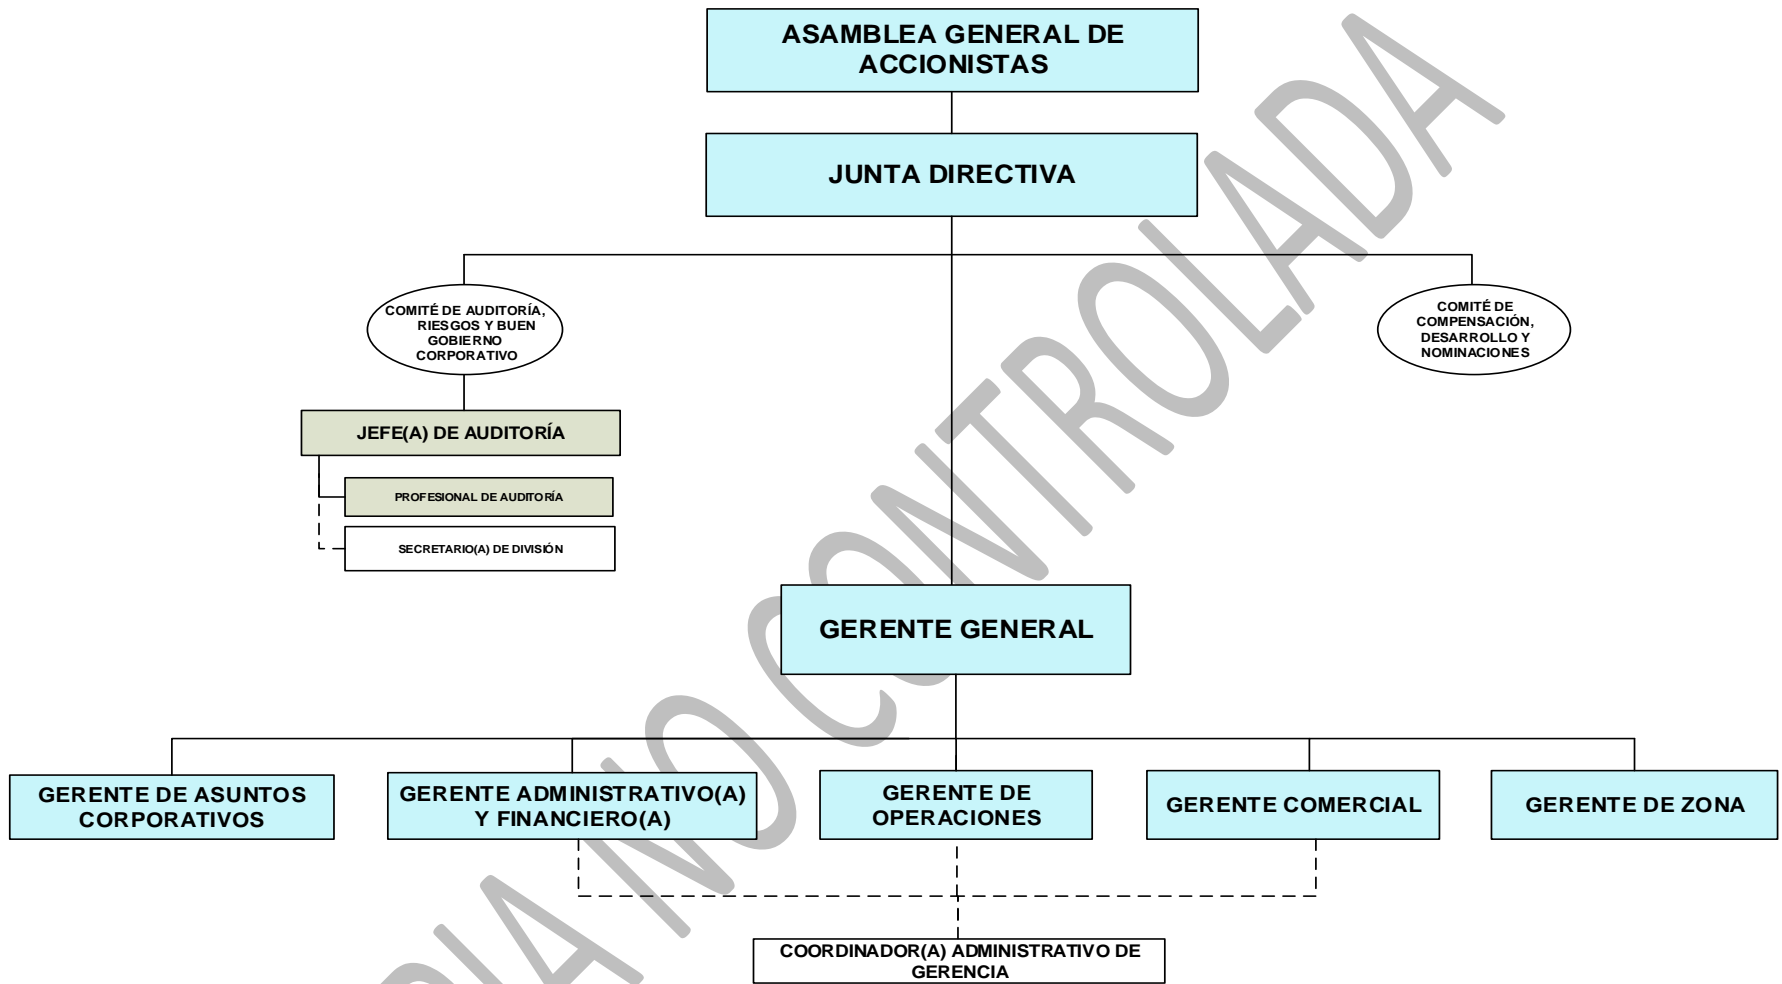 ASAMBLEA GENERAL DE
ACCIONISTAS
JUNTA DIRECTIVA
COMITÉ DE AUDITORÍA,
RIESGOS Y BUEN
GOBIERNO
CORPORATIVO
COMITÉ DE
COMPENSACIÓN,
DESARROLLO Y
NOMINACIONES
JEFE(A) DE AUDITORÍA
PROFESIONAL DE AUDITORÍA
SECRETARIO(A) DE DIVISIÓN
GERENTE GENERAL
GERENTE DE ASUNTOS
CORPORATIVOS
GERENTE ADMINISTRATIVO(A)
Y FINANCIERO(A)
GERENTE DE
OPERACIONES
GERENTE COMERCIAL
GERENTE DE ZONA
COORDINADOR(A) ADMINISTRATIVO DE
GERENCIA
NO CONTROLADA